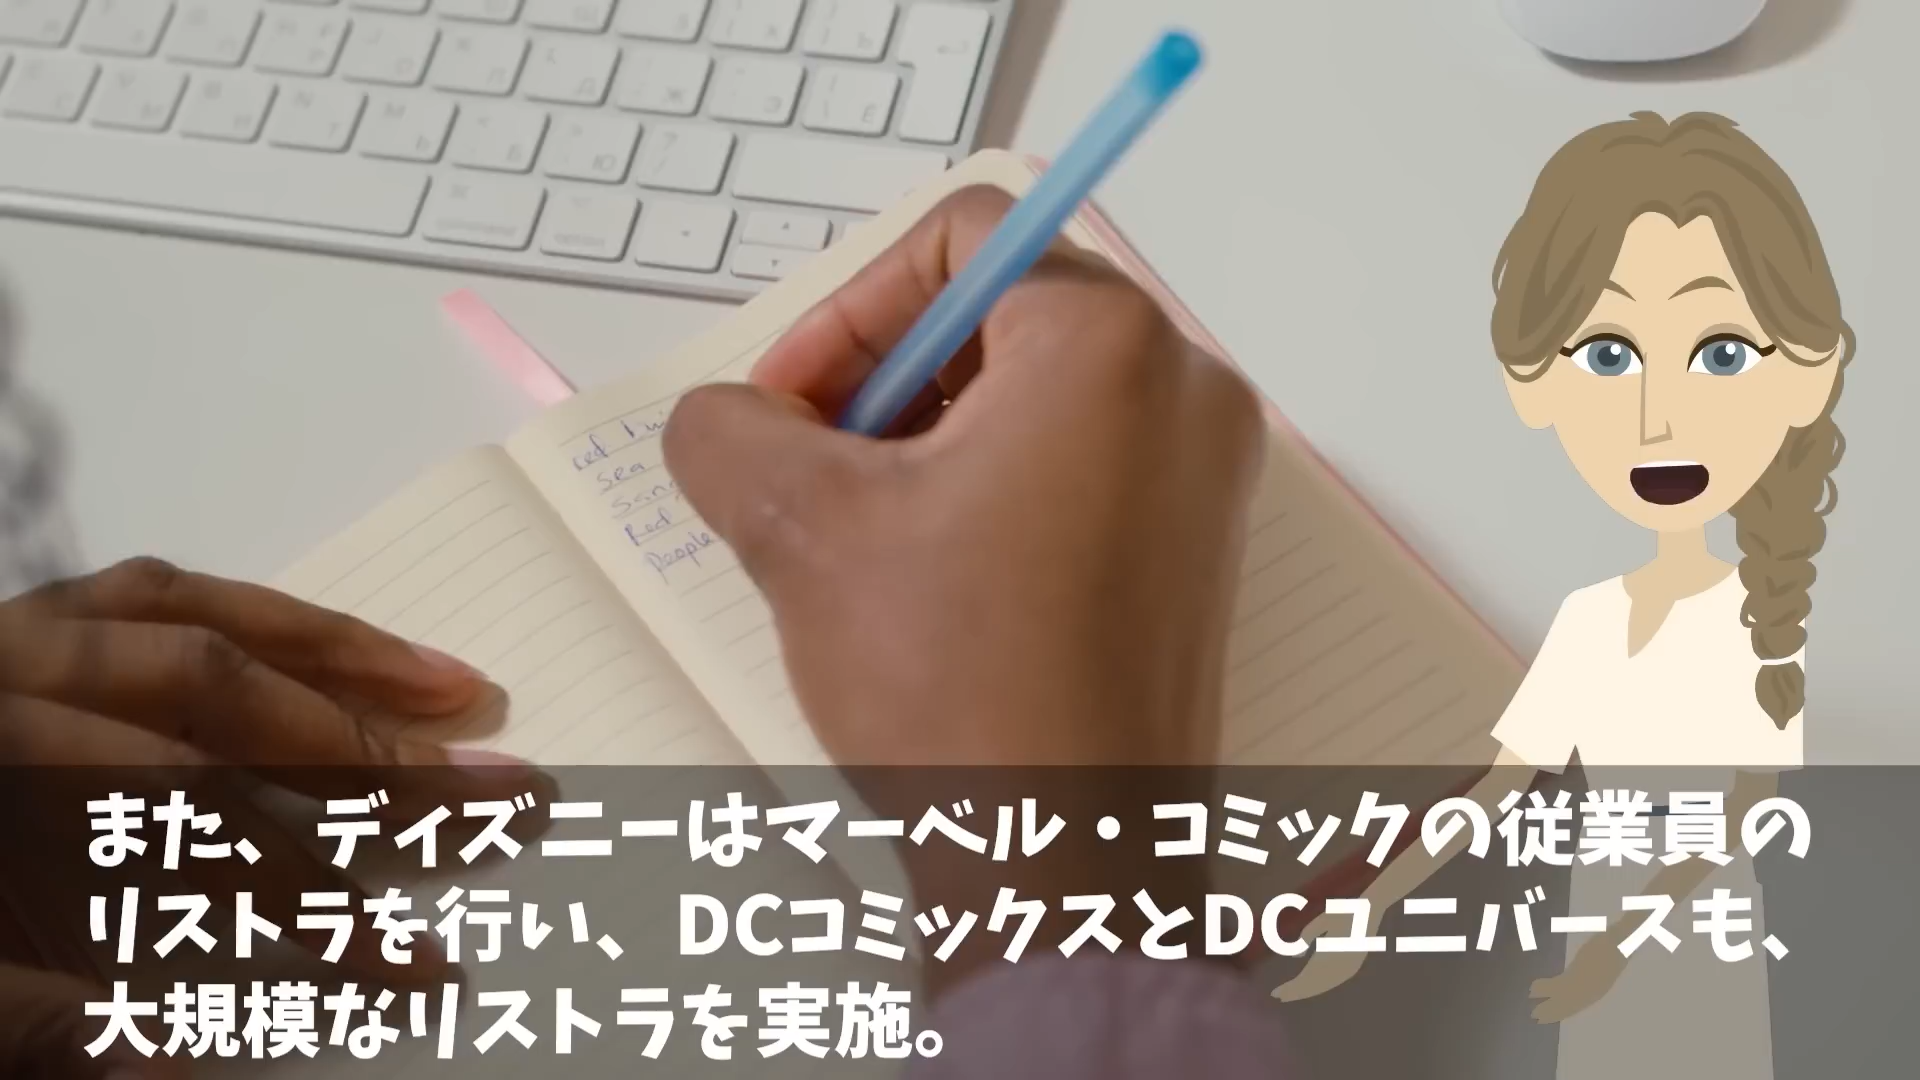 red
sea
Red
People
また、ディズニーはマーベル・コミックの従業員の
リストラを行い、DCコミックスとDCユニバースも、
大規模なリストラを実施。